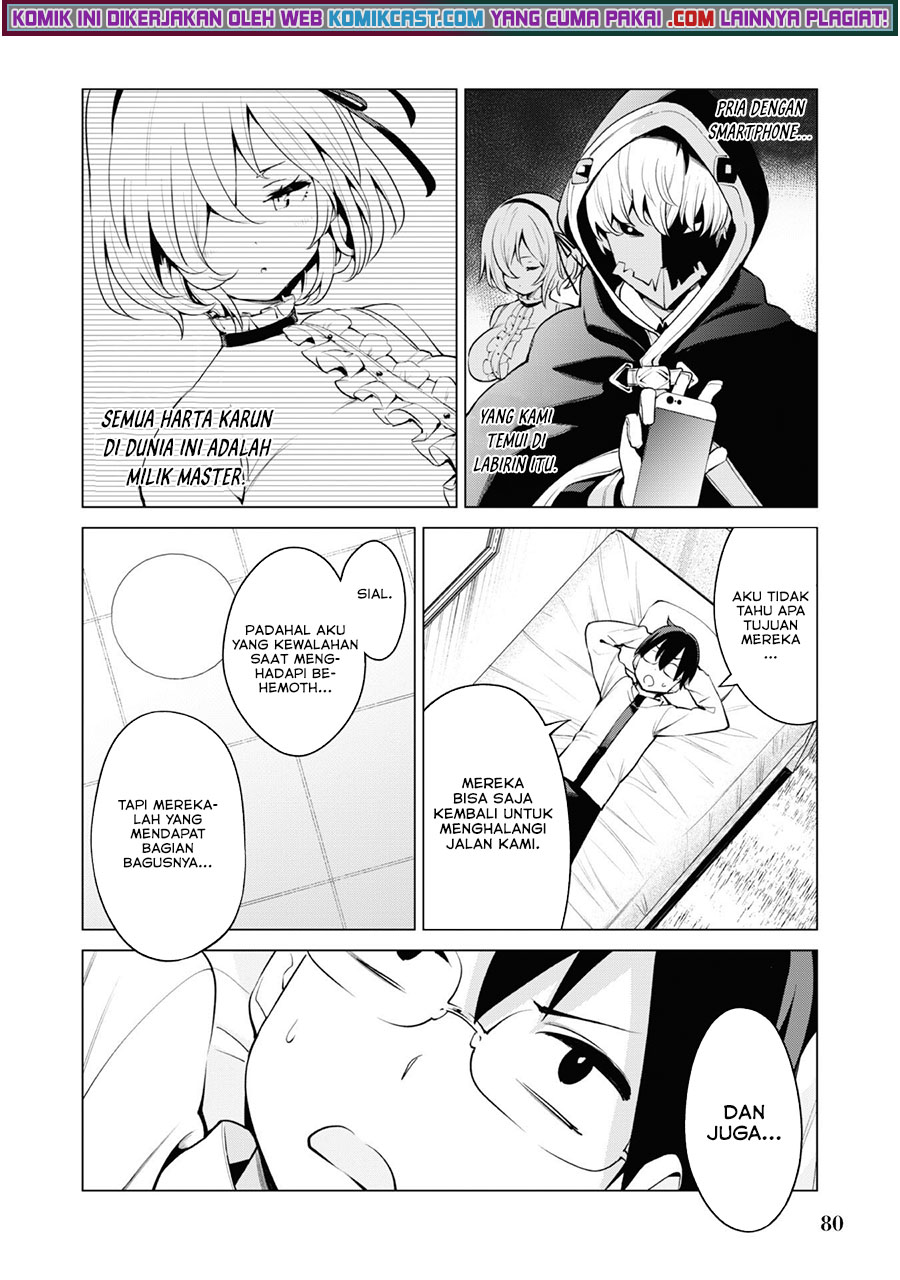 KOMIK INI DIKERJAKAN OLEH WEB KOMIKCAST.COM YANG CUMA PAKAI .COM LAINNYA PLAGIAT!
PRIA DENGAN
SMARTPHONE...
YANG KAMI
TEMUI DI
LABIRIN ITU.
SEMUA HARTA KARUN
DI DUNIA INI ADALAH
MILIK MASTER!
AKU TIDAK
TAHU APA
TUJUAN
MEREKA
...
MEREKA
BISA SAJA
KEMBALI UNTUK
MENGHALANGI
JALAN KAMI.
SIAL.
PADAHAL AKU
YANG KEWALAHAN
SAAT MENG-
HADAPI BE-
HEMOTH...
TAPI MEREKA-
LAH YANG
MENDAPAT
BAGIAN
BAGUSNYA...
DAN
JUGA...
80